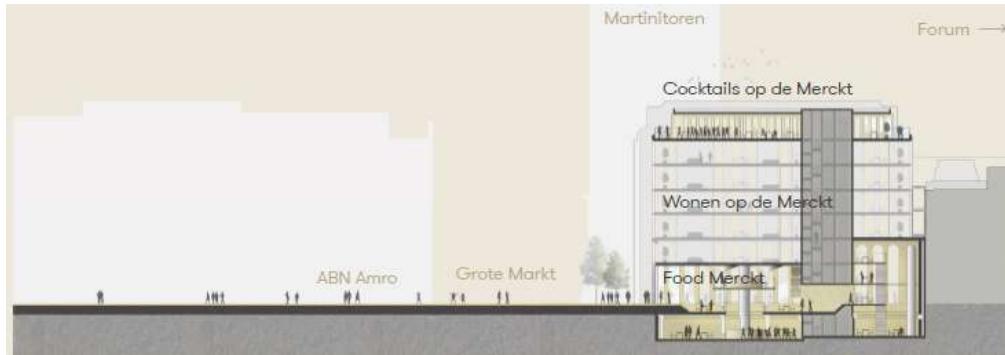 Martinitoren
Forum
Cocktails op de Merckt
Wonen op de Merckt
ABN Amro
Grote Markt
Food Merckt